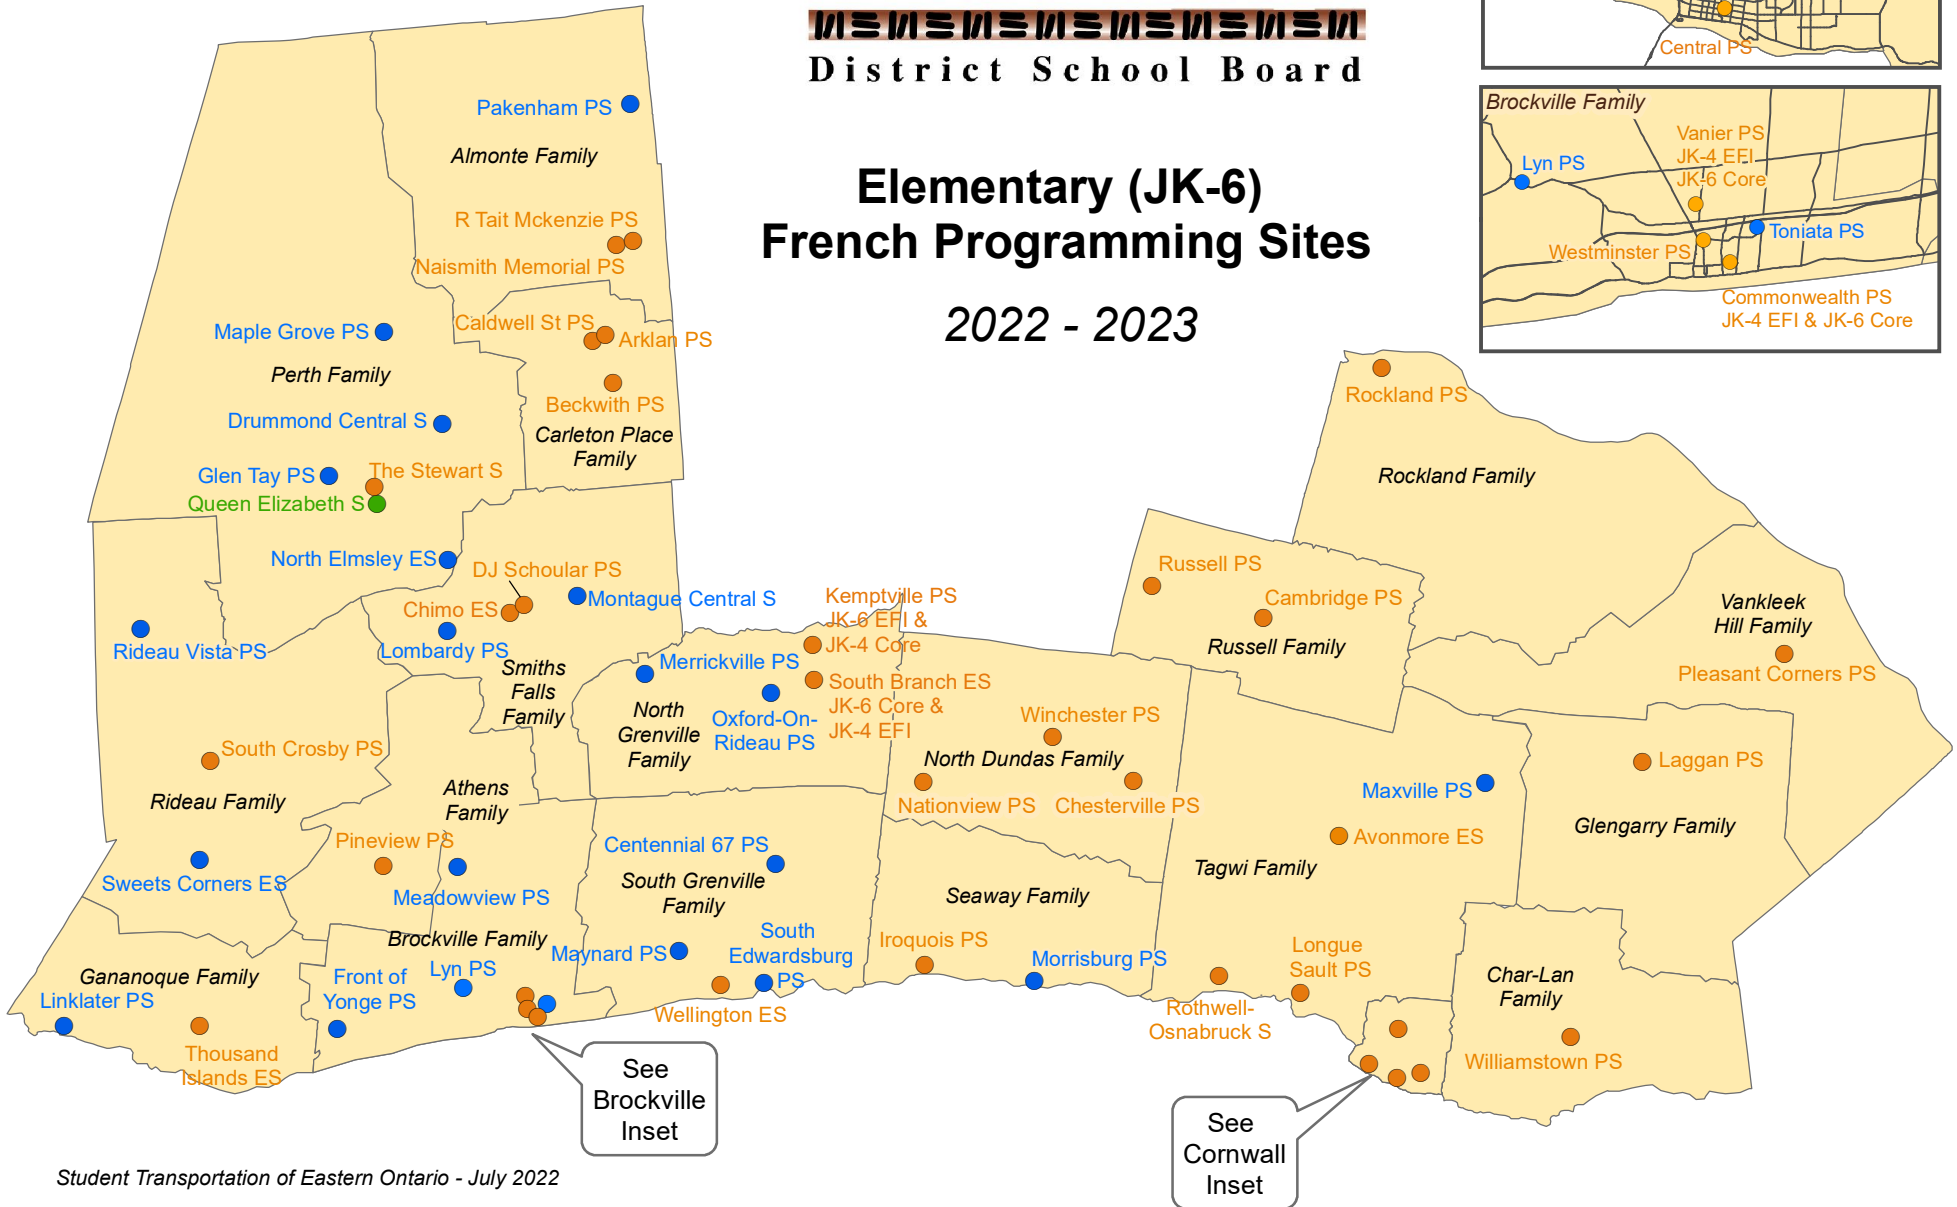 District School Board
Elementary (JK-6)
French Programming Sites
2022 - 2023
Central PS
Brockville Family
Vanier PS
JK-4 EFI
JK-6 Core
Lyn PS
Toniata PS
Westminster PS
Commonwealth PS
JK-4 EFI & JK-6 Core
Pakenham PS
Almonte Family
R Tait Mckenzie PS
Naismith Memorial PS
Caldwell St PS
Arklan PS
Maple Grove PS
Perth Family
Beckwith PS
Carleton Place
Family
Drummond Central S
Glen Tay PS
The Stewart S
Queen Elizabeth S
North Elmsley ES
DJ Schoular PS
Chimo ES
Montague Central S
Lombardy PS
Rideau Vista PS
Smiths
Falls
Family
Kemptville PS
JK-6 EFI &
JK-4 Core
Merrickville PS
South Branch ES
JK-6 Core &
JK-4 EFI
Oxford-On-
Rideau PS
North
Grenville
Family
South Crosby PS
Rideau Family
Athens
Family
Pineview PS
Meadowview PS
Sweets Corners ES
Centennial 67 PS
South Grenville
Family
Brockville Family
Maynard PS
South
Edwardsburg
PS
Wellington ES
Gananoque Family
Linklater PS
Thousand
Islands ES
Front of
Yonge PS
Lyn PS
See
Brockville
Inset
Rockland PS
Rockland Family
Russell PS
Cambridge PS
Russell Family
Vankleek
Hill Family
Pleasant Corners PS
Winchester PS
North Dundas Family
Nationview PS
Chesterville PS
Maxville PS
Avonmore ES
Tagwi Family
Laggan PS
Glengarry Family
Seaway Family
Iroquois PS
Morrisburg PS
Longue
Sault PS
Rothwell-
Osnabruck S
Char-Lan
Family
Williamstown PS
See
Cornwall
Inset
Student Transportation of Eastern Ontario - July 2022